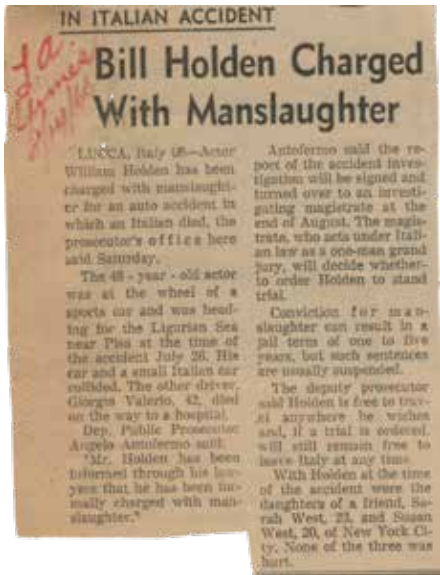 IN ITALIAN ACCIDENT
Bill Holden Charged
With Manslaughter
LA
Times
LUCCA, Italy —Actor
William Holden has been
charged with manslaught-
er for an auto accident in
which an Italian died, the
prosecutor's office here
said Saturday.
The 48 - year - old actor
was at the wheel of a
sports car and was head-
ing for the Ligurian Sea
near Pisa at the time of
the accident July 26. His
car and a small Italian car
collided. The other driver,
Giorgio Valerio, 42, died
on the way to a hospital.
Dep. Public Prosecutor
Angelo Antofermo said:
"Mr. Holden has been
informed through his law-
yers that he has been for-
mally charged with man-
slaughter."
Antofermo said the re-
port of the accident inves-
tigation will be signed and
turned over to an investi-
gating magistrate at the
end of August. The magis-
trate, who acts under Itali-
an law as a one-man grand
jury, will decide whether
to order Holden to stand
trial.
Conviction for man-
slaughter can result in a
jail term of one to five
years, but such sentences
are usually suspended.
The deputy prosecutor
said Holden is free to trav-
el anywhere he wishes
and, if a trial is ordered,
will still remain free to
leave Italy at any time.
With Holden at the time
of the accident were the
daughters of a friend, Sa-
rah West, 23, and Susan
West, 20, of New York Ci-
ty. None of the three was
hurt.